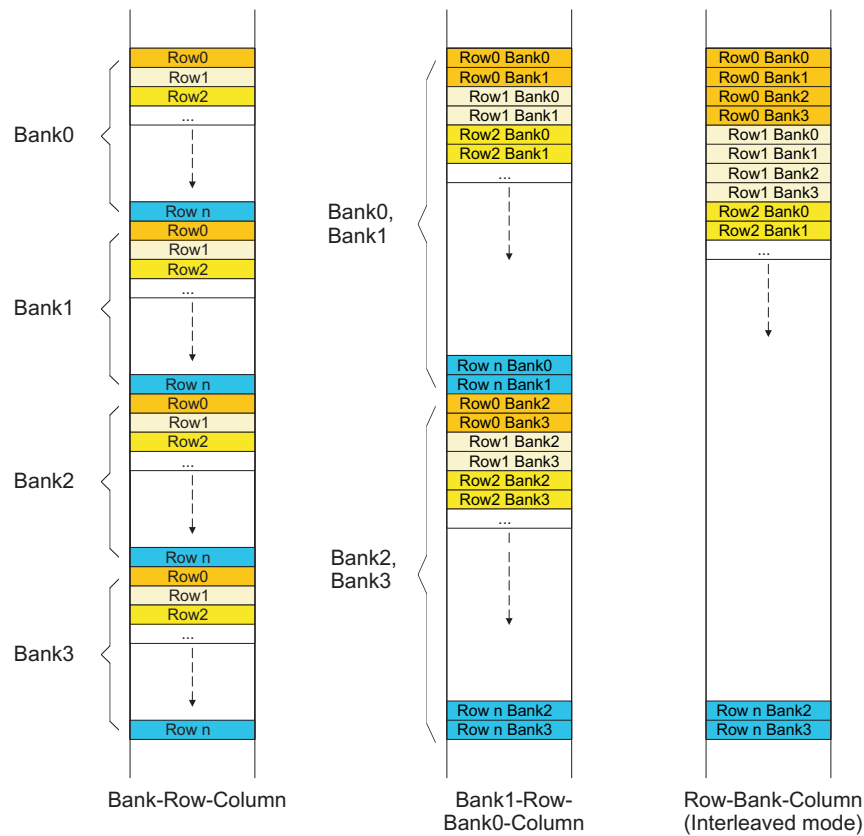 Bank0
Row0
Row1
Row2
...
Row n
Bank1
Row0
Row1
Row2
...
Row n
Bank2
Row0
Row1
Row2
...
Row n
Bank3
Row0
Row1
Row2
...
Row n
Bank-Row-Column
Bank0,
Bank1
Row0 Bank0
Row0 Bank1
Row1 Bank0
Row1 Bank1
Row2 Bank0
Row2 Bank1
...
Row n Bank0
Row n Bank1
Bank2,
Bank3
Row0 Bank2
Row0 Bank3
Row1 Bank2
Row1 Bank3
Row2 Bank2
Row2 Bank3
...
Row n Bank2
Row n Bank3
Bank1-Row-
Bank0-Column
Row0 Bank0
Row0 Bank1
Row0 Bank2
Row0 Bank3
Row1 Bank0
Row1 Bank1
Row1 Bank2
Row1 Bank3
Row2 Bank0
Row2 Bank1
...
Row n Bank2
Row n Bank3
Row-Bank-Column
(Interleaved mode)